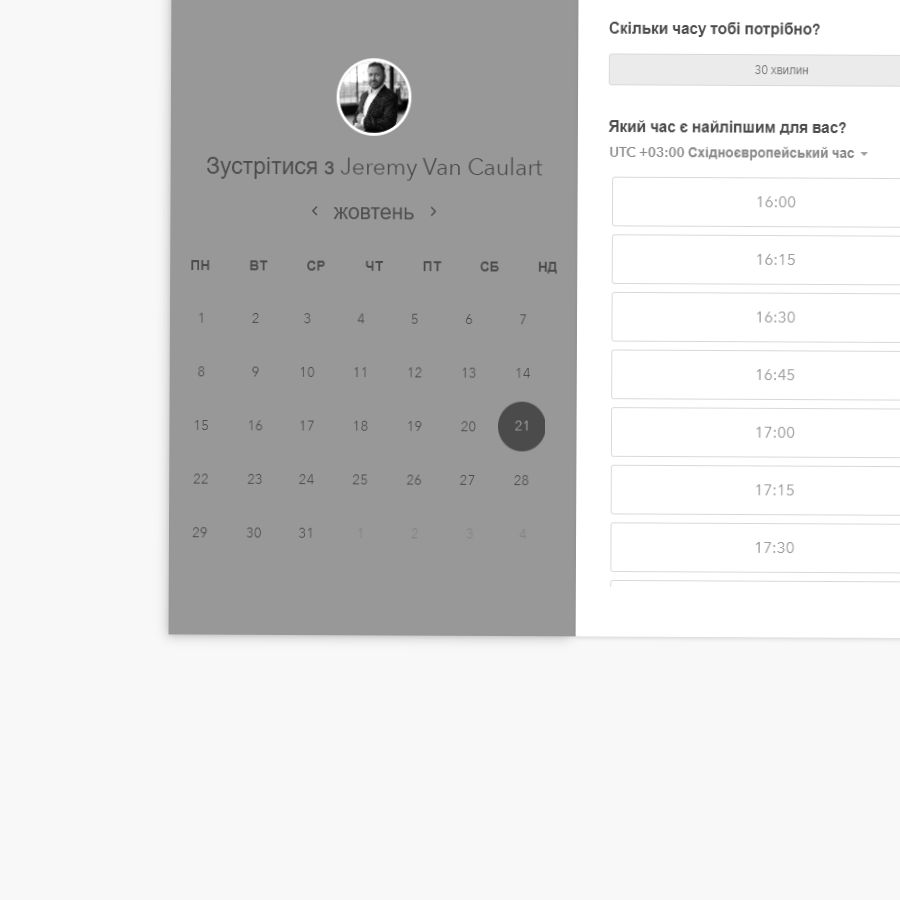 Зустрітися з Jeremy Van Caulart
жовтень
ПН ВТ СР ЧТ ПТ СБ НД
1 2 3 4 5 6 7
8 9 10 11 12 13 14
15 16 17 18 19 20 21
22 23 24 25 26 27 28
29 30 31 1 2 3 4
Скільки часу тобі потрібно?
30 хвилин
Який час є найліпшим для вас?
UTC +03:00 Східноєвропейський час
16:00
16:15
16:30
16:45
17:00
17:15
17:30